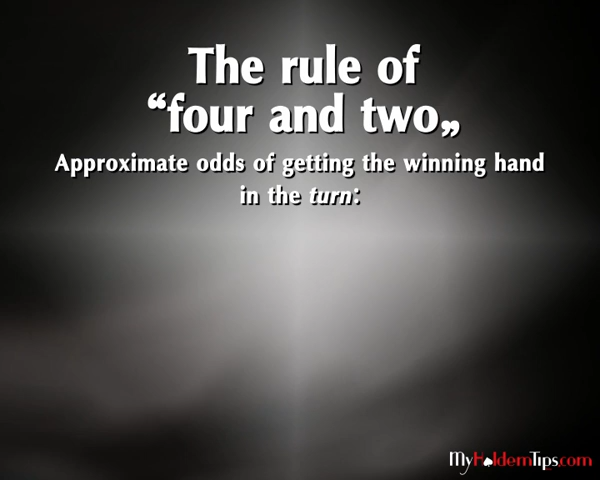 The rule of
“four and two„
Approximate odds of getting the winning hand
in the turn:
MyHoldemTips.com